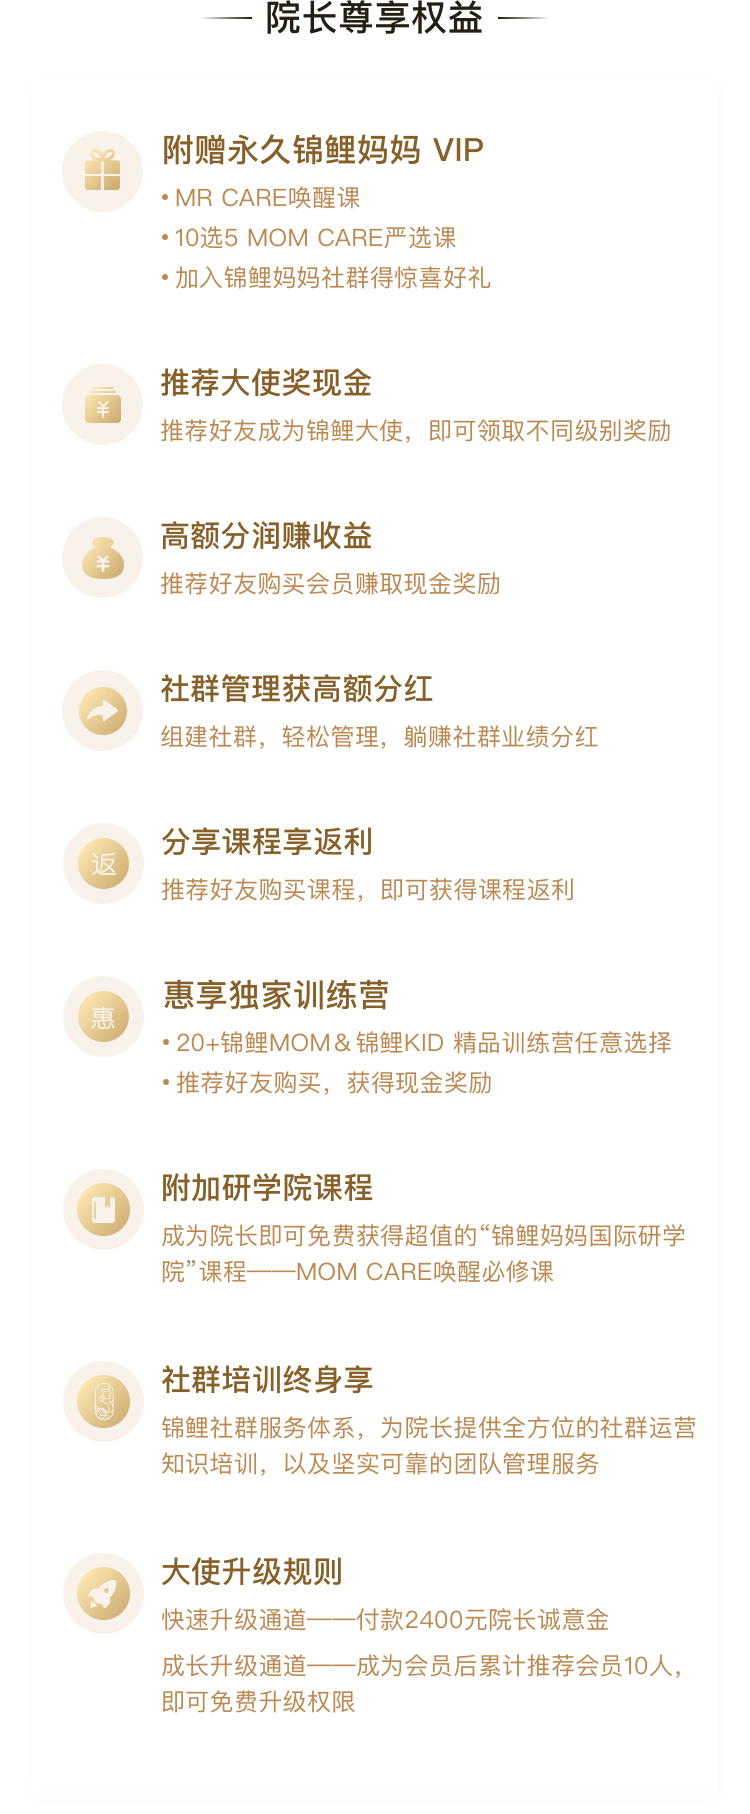 院长尊享权益
附赠永久锦鲤妈妈 VIP
• MR CARE唤醒课
• 10选5 MOM CARE严选课
• 加入锦鲤妈妈社群得惊喜好礼
¥
推荐大使奖现金
推荐好友成为锦鲤大使，即可领取不同级别奖励
¥
高额分润赚收益
推荐好友购买会员赚取现金奖励
社群管理获高额分红
组建社群，轻松管理，躺赚社群业绩分红
返
分享课程享返利
推荐好友购买课程，即可获得课程返利
惠
惠享独家训练营
• 20+锦鲤MOM＆锦鲤KID 精品训练营任意选择
• 推荐好友购买，获得现金奖励
附加研学院课程
成为院长即可免费获得超值的“锦鲤妈妈国际研学
院”课程——MOM CARE唤醒必修课
社群培训终身享
锦鲤社群服务体系，为院长提供全方位的社群运营
知识培训，以及坚实可靠的团队管理服务
大使升级规则
快速升级通道——付款2400元院长诚意金
成长升级通道——成为会员后累计推荐会员10人，
即可免费升级权限